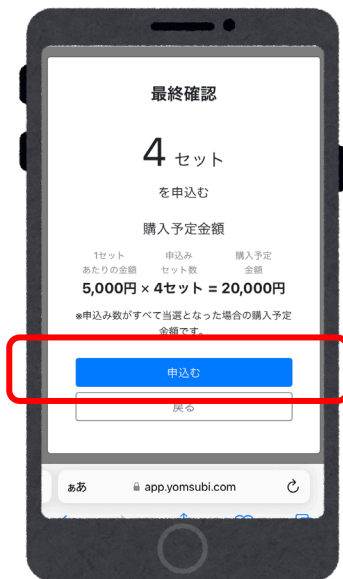 最終確認
4 セット
を申込む
購入予定金額
1セット
あたりの金額
申込み
セット数
購入予定
金額
5,000円 × 4セット = 20,000円
※申込み数がすべて当選となった場合の購入予定
金額です。
申込む
戻る
ぁあ
app.yomsubi.com